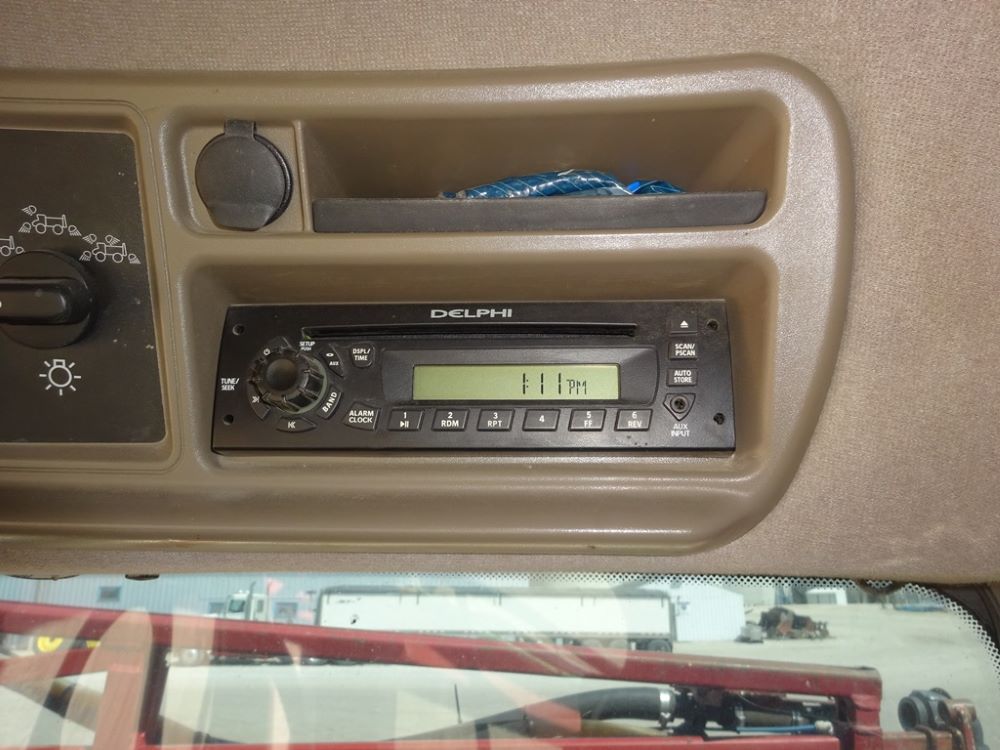 DELPHI
SETUP
PUSH
AUX
DSPL/
TIME
TUNE/
SEEK
BAND
ALARM
CLOCK
1:11 PM
1
2
RDM
3
RPT
4
5
FF
6
REV
SCAN/
PSCAN
AUTO
STORE
AUX
INPUT